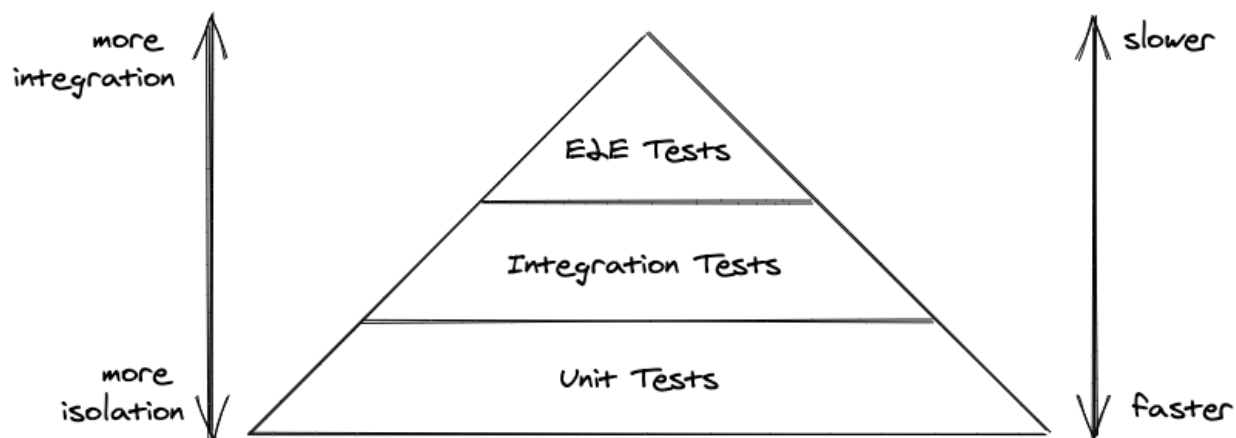 more
integration
slower
E2E Tests
Integration Tests
Unit Tests
more
isolation
faster